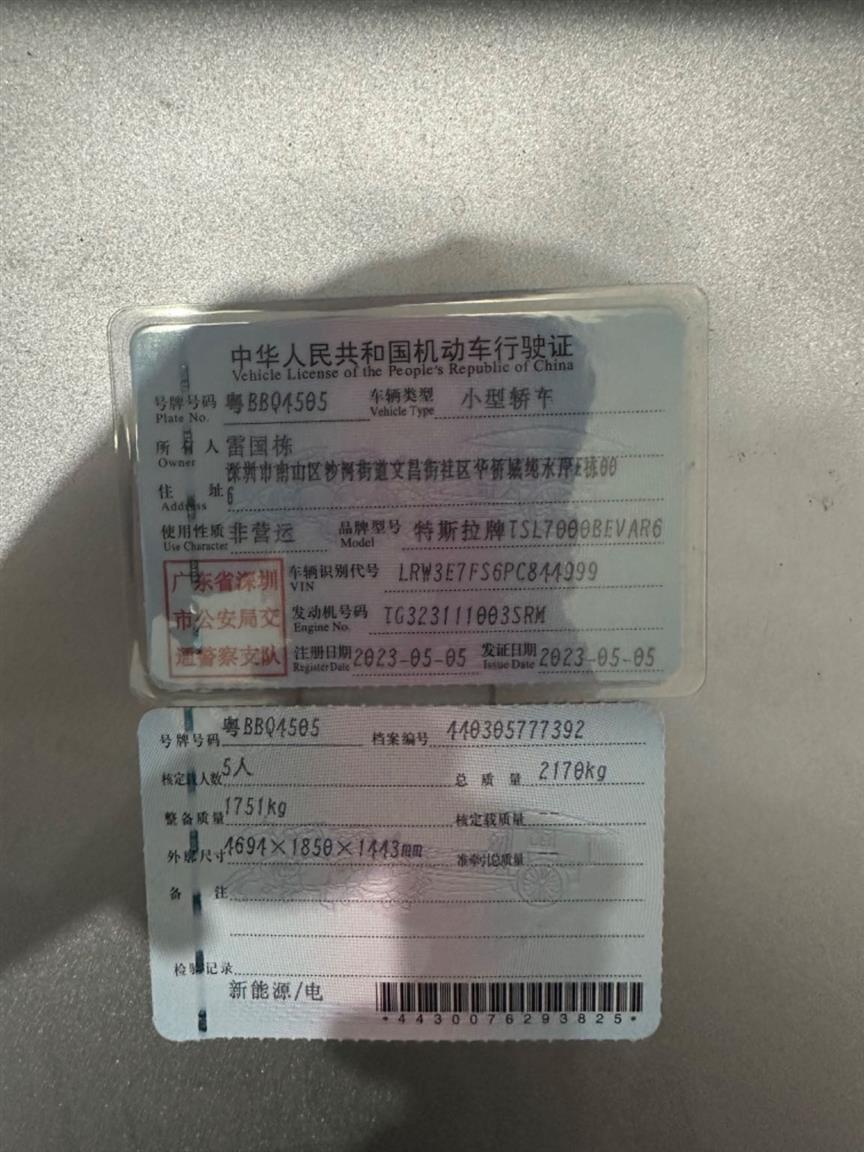 中华人民共和国机动车行驶证
Vehicle License of the People's Republic of China
号牌号码 粤BBQ4505 车辆类型 小型轿车
Plate No. Vehicle Type
所有人 雷国栋
Owner
深圳市南山区沙河街道文昌街社区华侨城纯水岸E栋00
住址 6
Address
使用性质 非营运 品牌型号 特斯拉牌TSL7000BEVAR6
Use Character Model
广东省深圳
市公安局交
通警察支队
车辆识别代号 LRW3E7FS6PC844999
VIN
发动机号码 TG323111003SRM
Engine No.
注册日期 2023-05-05 发证日期 2023-05-05
Register Date Issue Date
号牌号码 粤BBQ4505 档案编号 440305777392
核定载人数 5人 总质量 2170kg
整备质量 1751kg 核定载质量 --
外廓尺寸 4694×1850×1443mm 准牵引总质量 --
备注
检验记录
新能源/电
*4430076293825*